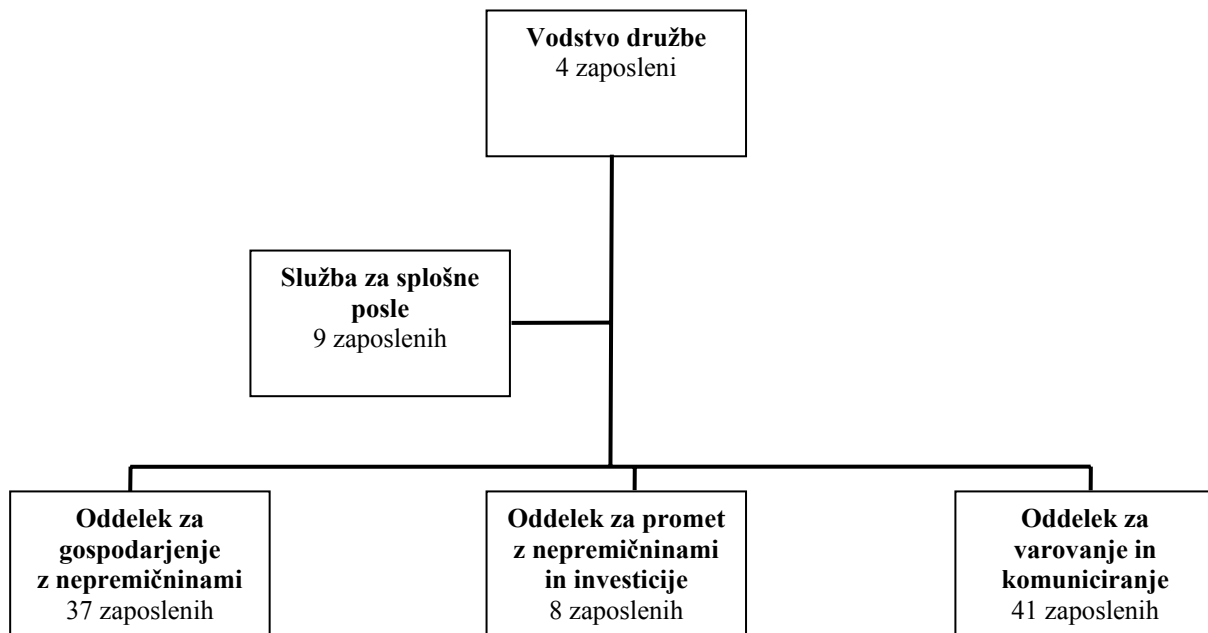 Vodstvo družbe
4 zaposleni
Služba za splošne
posle
9 zaposlenih
Oddelek za
gospodarjenje
z nepremičninami
37 zaposlenih
Oddelek za promet
z nepremičninami
in investicije
8 zaposlenih
Oddelek za
varovanje in
komuniciranje
41 zaposlenih